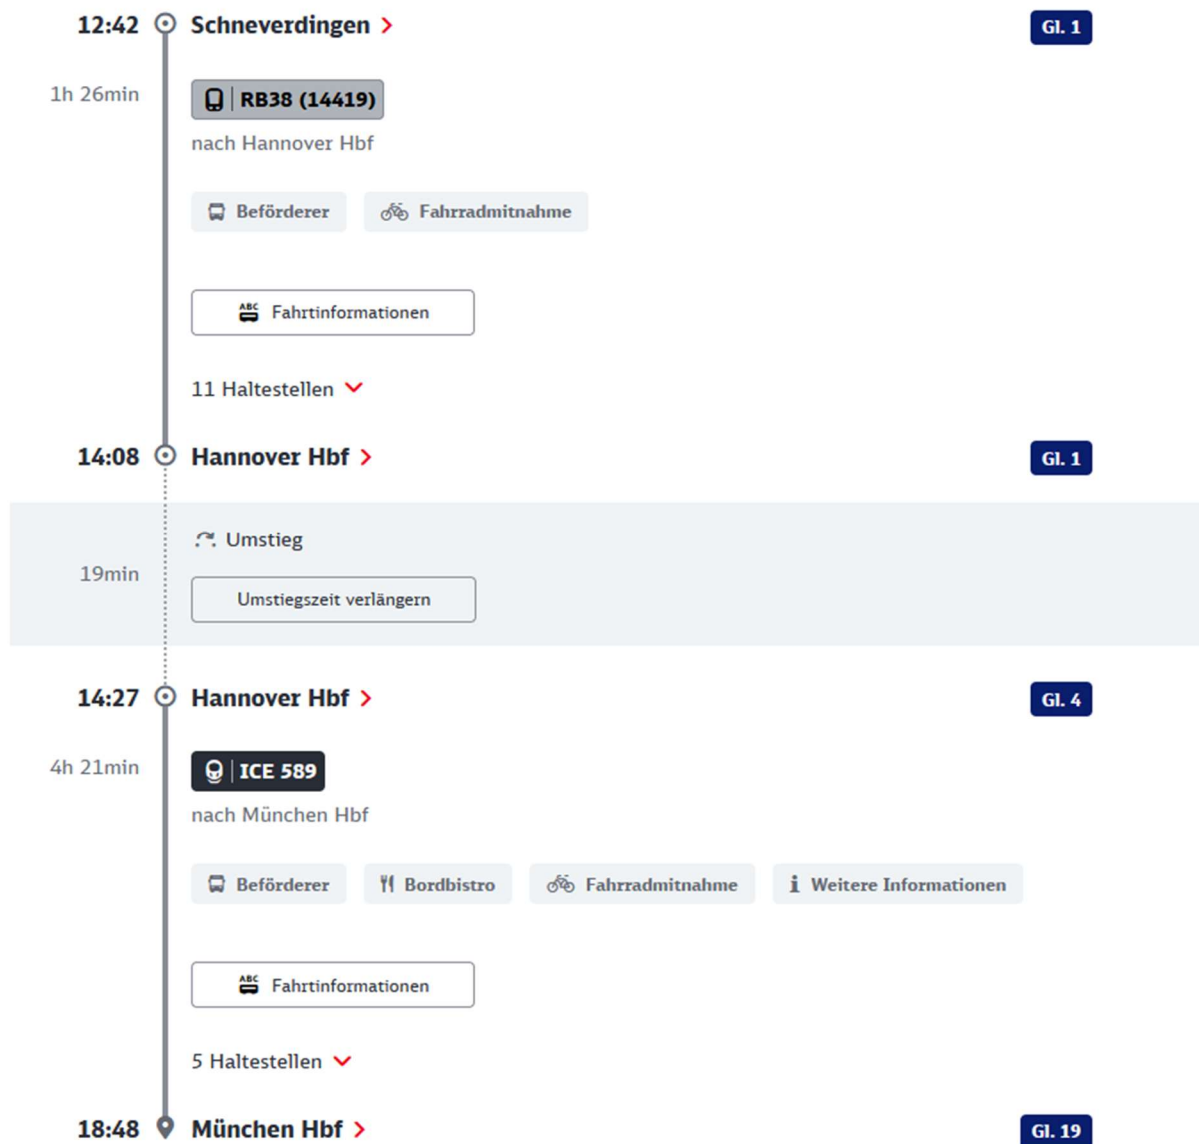 12:42 Schneverdingen Gl. 1
1h 26min RB38 (14419)
nach Hannover Hbf
Beförderer Fahrradmitnahme
ABC Fahrtinformationen
11 Haltestellen
14:08 Hannover Hbf Gl. 1
Umstieg
19min
Umstiegszeit verlängern
14:27 Hannover Hbf Gl. 4
4h 21min ICE 589
nach München Hbf
Beförderer Bordbistro Fahrradmitnahme Weitere Informationen
ABC Fahrtinformationen
5 Haltestellen
18:48 München Hbf Gl. 19